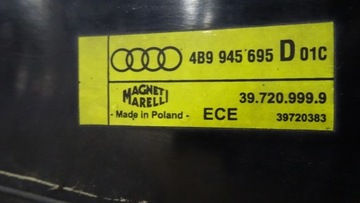 4B9 945 695 D 01C
MAGNETI MARELLI 39.720.999.9
- Made in Poland - ECE 39720383